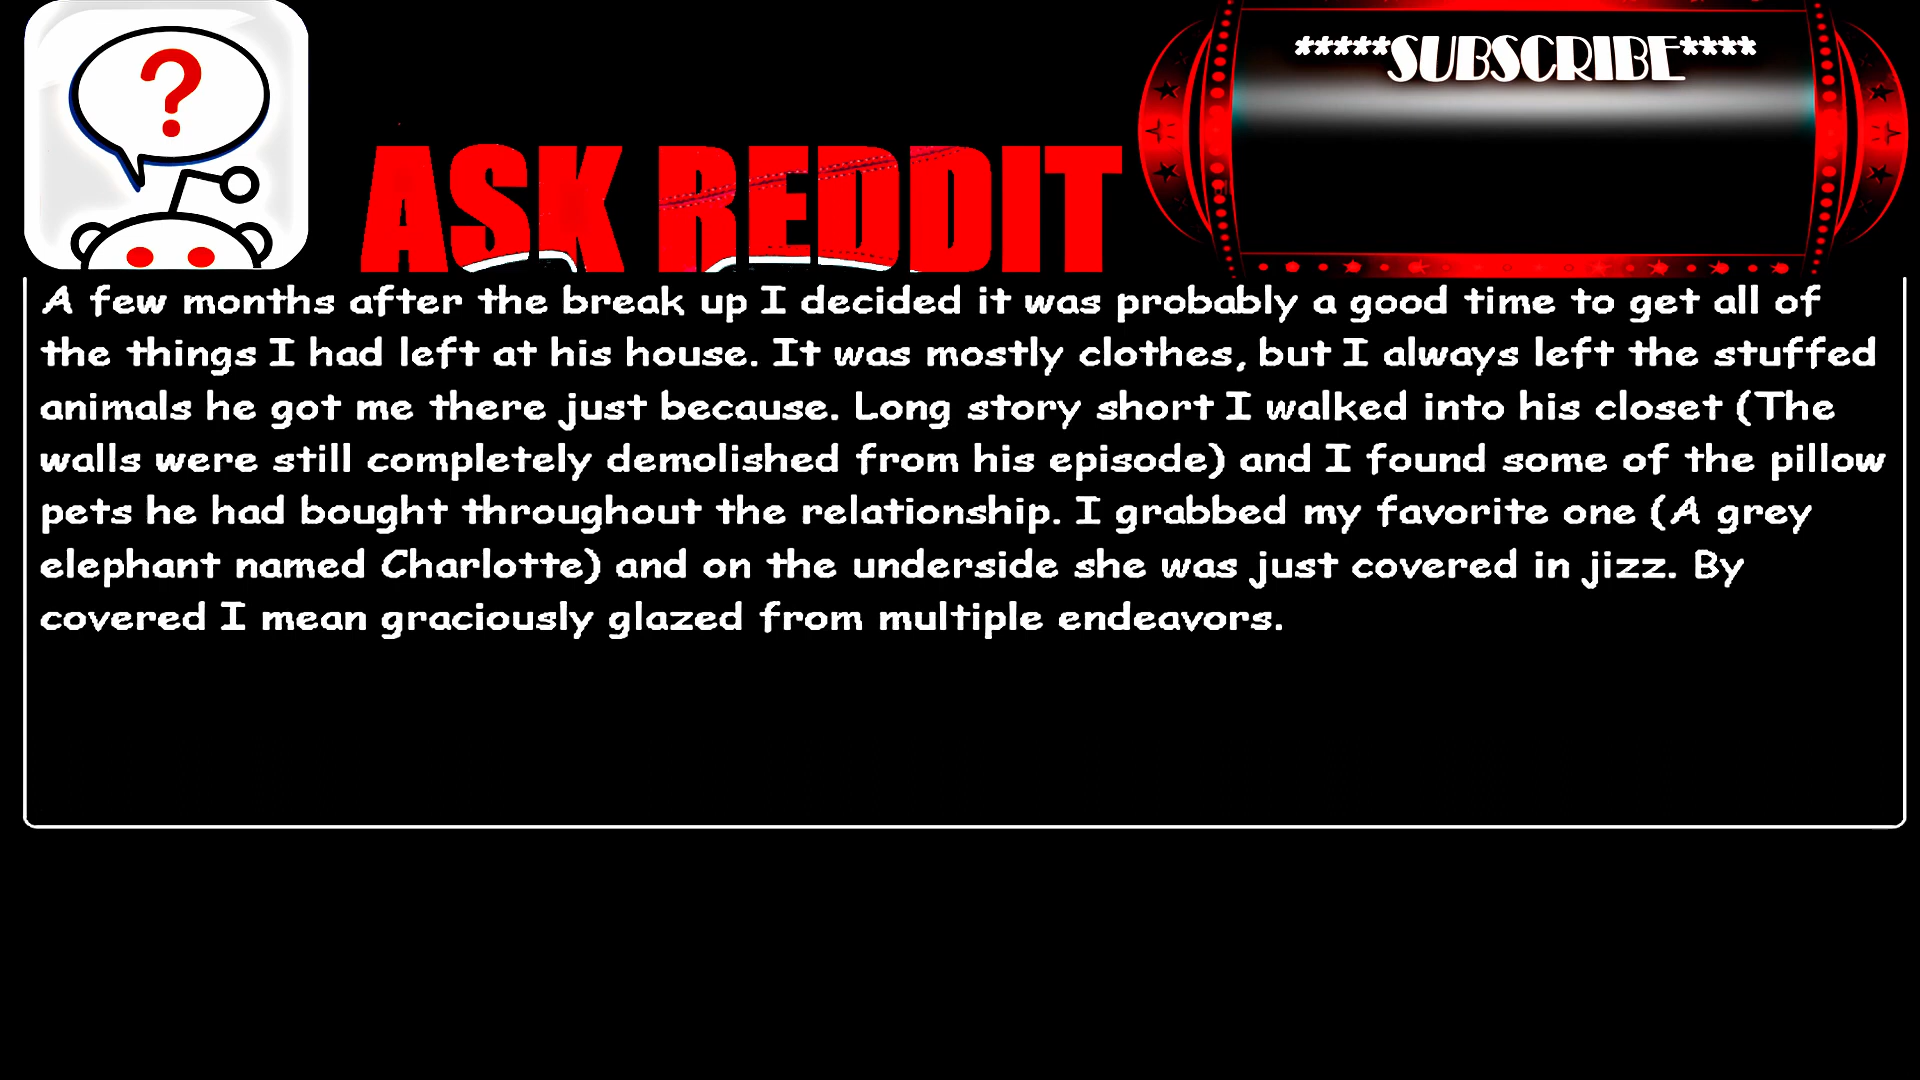 ?
*****SUBSCRIBE****
ASK REDDIT
A few months after the break up I decided it was probably a good time to get all of
the things I had left at his house. It was mostly clothes, but I always left the stuffed
animals he got me there just because. Long story short I walked into his closet (The
walls were still completely demolished from his episode) and I found some of the pillow
pets he had bought throughout the relationship. I grabbed my favorite one (A grey
elephant named Charlotte) and on the underside she was just covered in jizz. By
covered I mean graciously glazed from multiple endeavors.